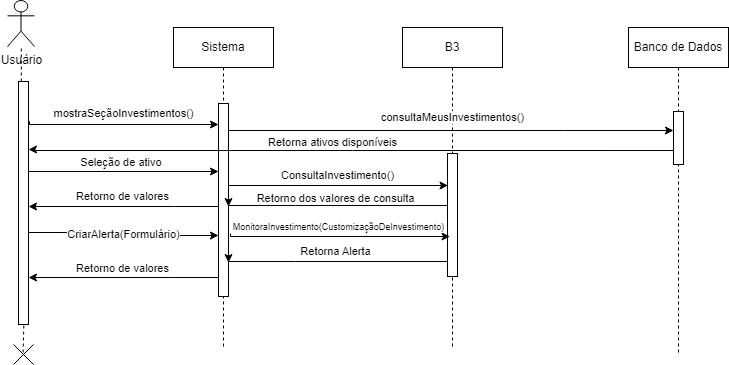 Usuário
Sistema
B3
Banco de Dados
mostraSeçãoInvestimentos()
consultaMeusInvestimentos()
Retorna ativos disponíveis
Seleção de ativo
ConsultaInvestimento()
Retorno de valores
Retorno dos valores de consulta
CriarAlerta(Formulário)
MonitoraInvestimento(CustomizaçãoDeInvestimento)
Retorna Alerta
Retorno de valores